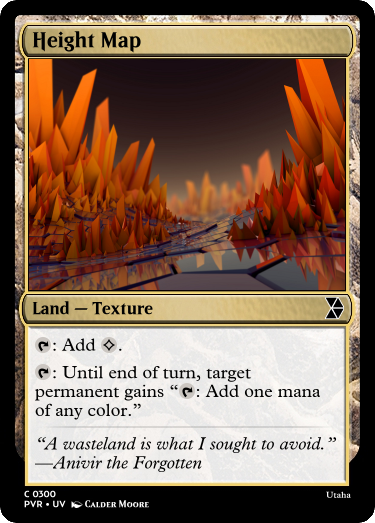 Height Map
Land — Texture
: Add .
: Until end of turn, target
permanent gains “: Add one mana
of any color.”
“A wasteland is what I sought to avoid.”
—Anivir the Forgotten
C 0300
PVR • UV Calder Moore
Utaha